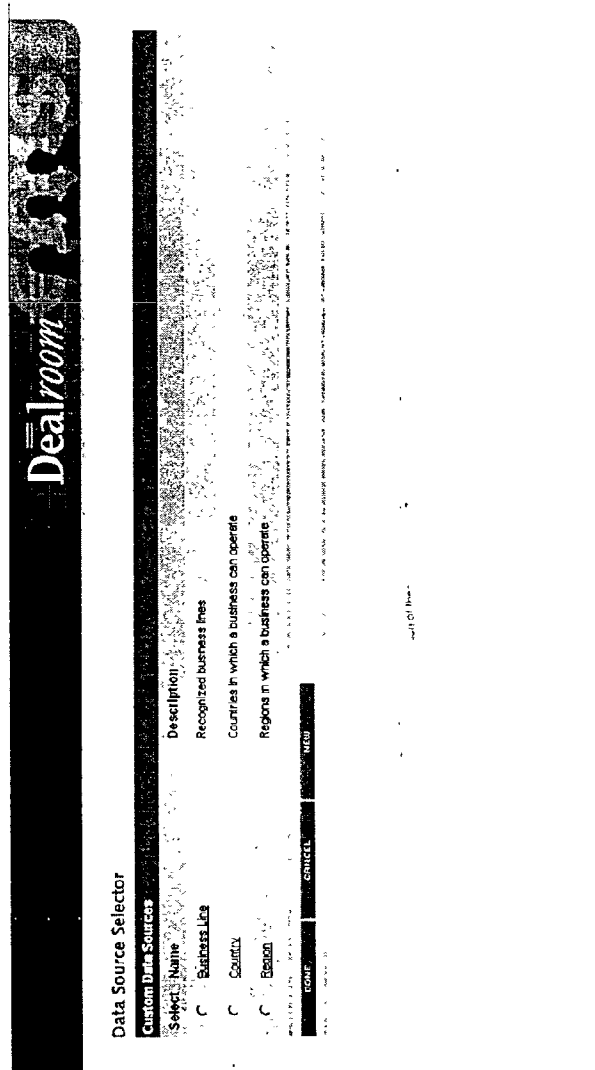 Dealroom
Data Source Selector
Custom Data Sources
Select Name Description
Business Line Recognized business lines
Country Countries in which a business can operate
Region Regions in which a business can operate
DONE CANCEL NEW